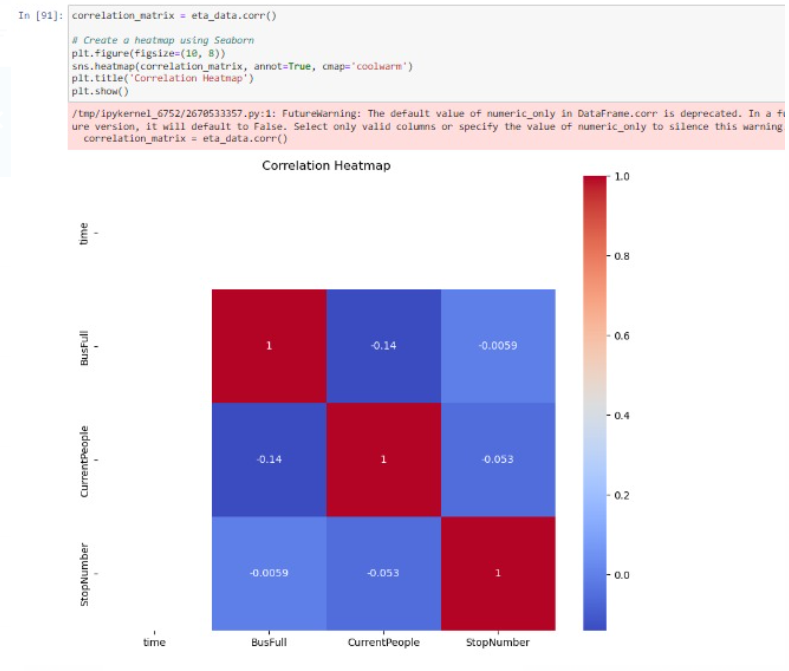 In [91]: correlation_matrix = eta_data.corr()
# Create a heatmap using Seaborn
plt.figure(figsize=(10, 8))
sns.heatmap(correlation_matrix, annot=True, cmap='coolwarm')
plt.title('Correlation Heatmap')
plt.show()
/tmp/ipykernel_6752/2670533357.py:1: FutureWarning: The default value of numeric_only in DataFrame.corr is deprecated. In a fu
ure version, it will default to False. Select only valid columns or specify the value of numeric_only to silence this warning
correlation_matrix = eta_data.corr()
Correlation Heatmap
time
BusFull 1 -0.14 -0.0059
CurrentPeople -0.14 1 -0.053
StopNumber -0.0059 -0.053 1
time BusFull CurrentPeople StopNumber
1.0
0.8
0.6
0.4
0.2
0.0